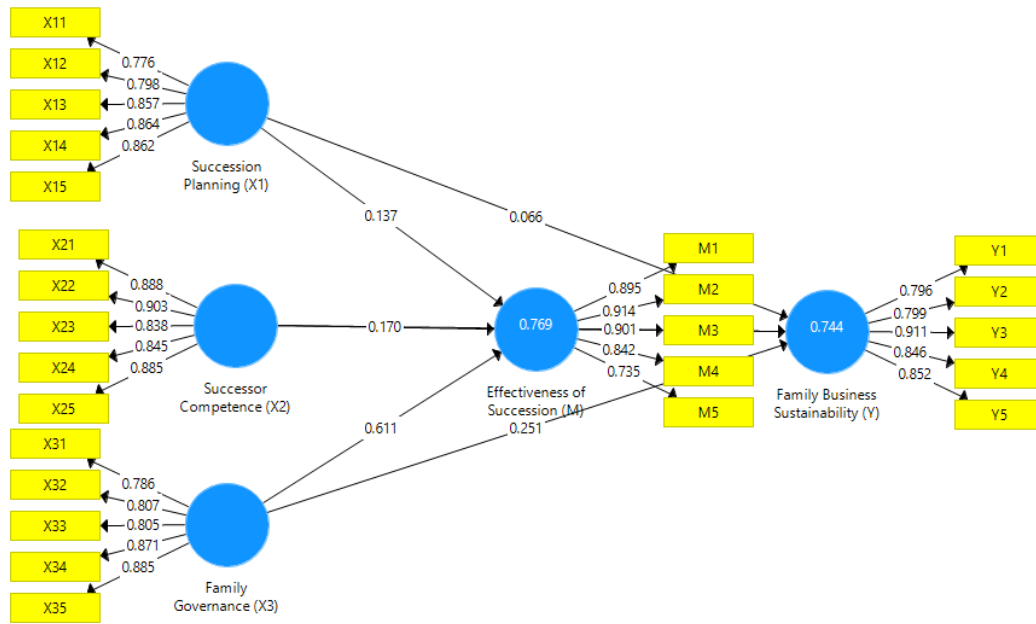 X11
X12
X13
X14
X15
0.776
0.798
0.857
0.864
0.862
Succession
Planning (X1)
0.137
0.066
X21
X22
X23
X24
X25
0.888
0.903
0.838
0.845
0.885
Successor
Competence (X2)
0.170
X31
X32
X33
X34
X35
0.786
0.807
0.805
0.871
0.885
Family
Governance (X3)
0.611
0.251
0.769
Effectiveness of
Succession (M)
0.895
0.914
0.901
0.842
0.735
M1
M2
M3
M4
M5
0.744
Family Business
Sustainability (Y)
0.796
0.799
0.911
0.846
0.852
Y1
Y2
Y3
Y4
Y5